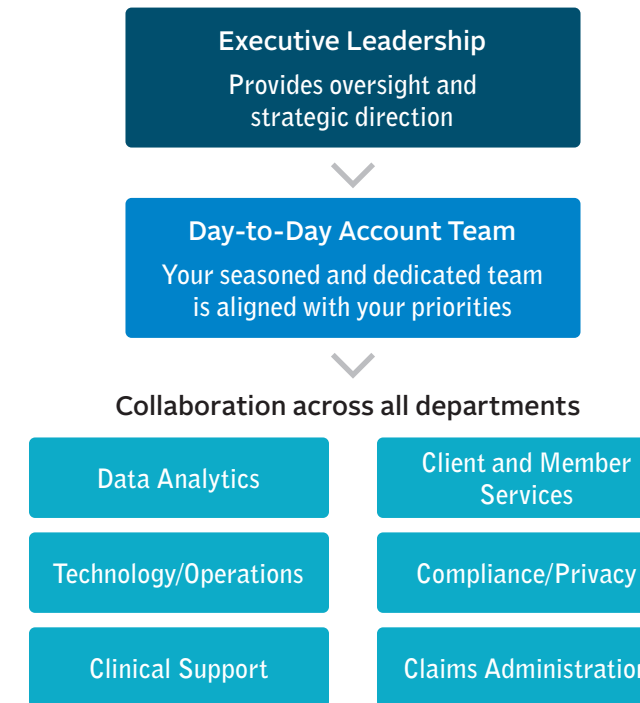 Executive Leadership
Provides oversight and
strategic direction
Day-to-Day Account Team
Your seasoned and dedicated team
is aligned with your priorities
Collaboration across all departments
Data Analytics
Client and Member
Services
Technology/Operations
Compliance/Privacy
Clinical Support
Claims Administration